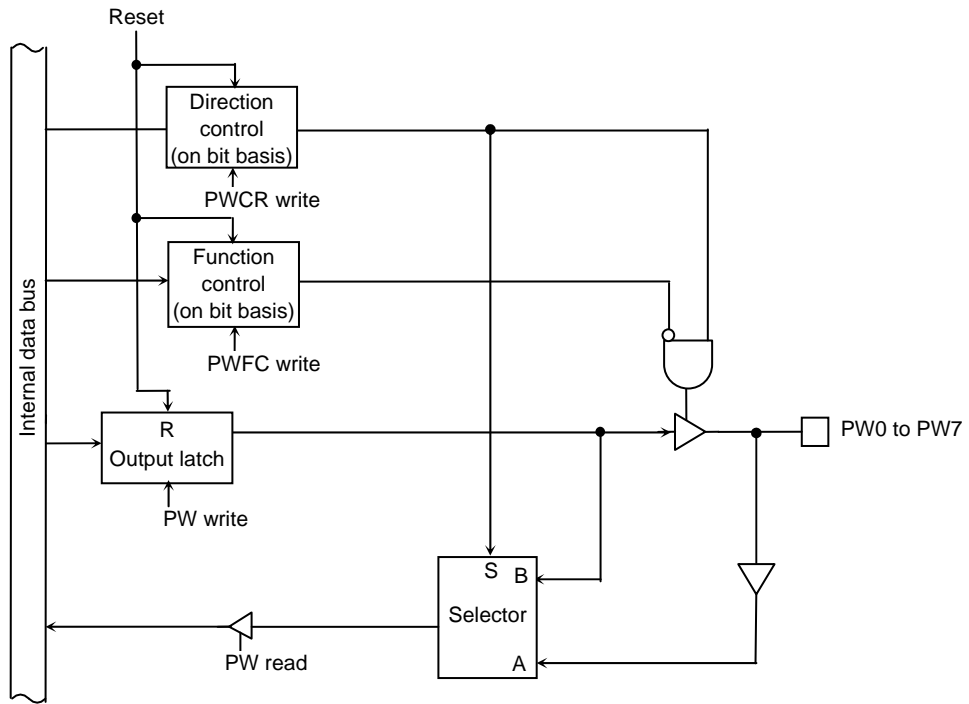 Reset
Direction
control
(on bit basis)
PWCR write
Function
control
(on bit basis)
PWFC write
Internal data bus
R
Output latch
PW write
PW0 to PW7
S
B
Selector
A
PW read